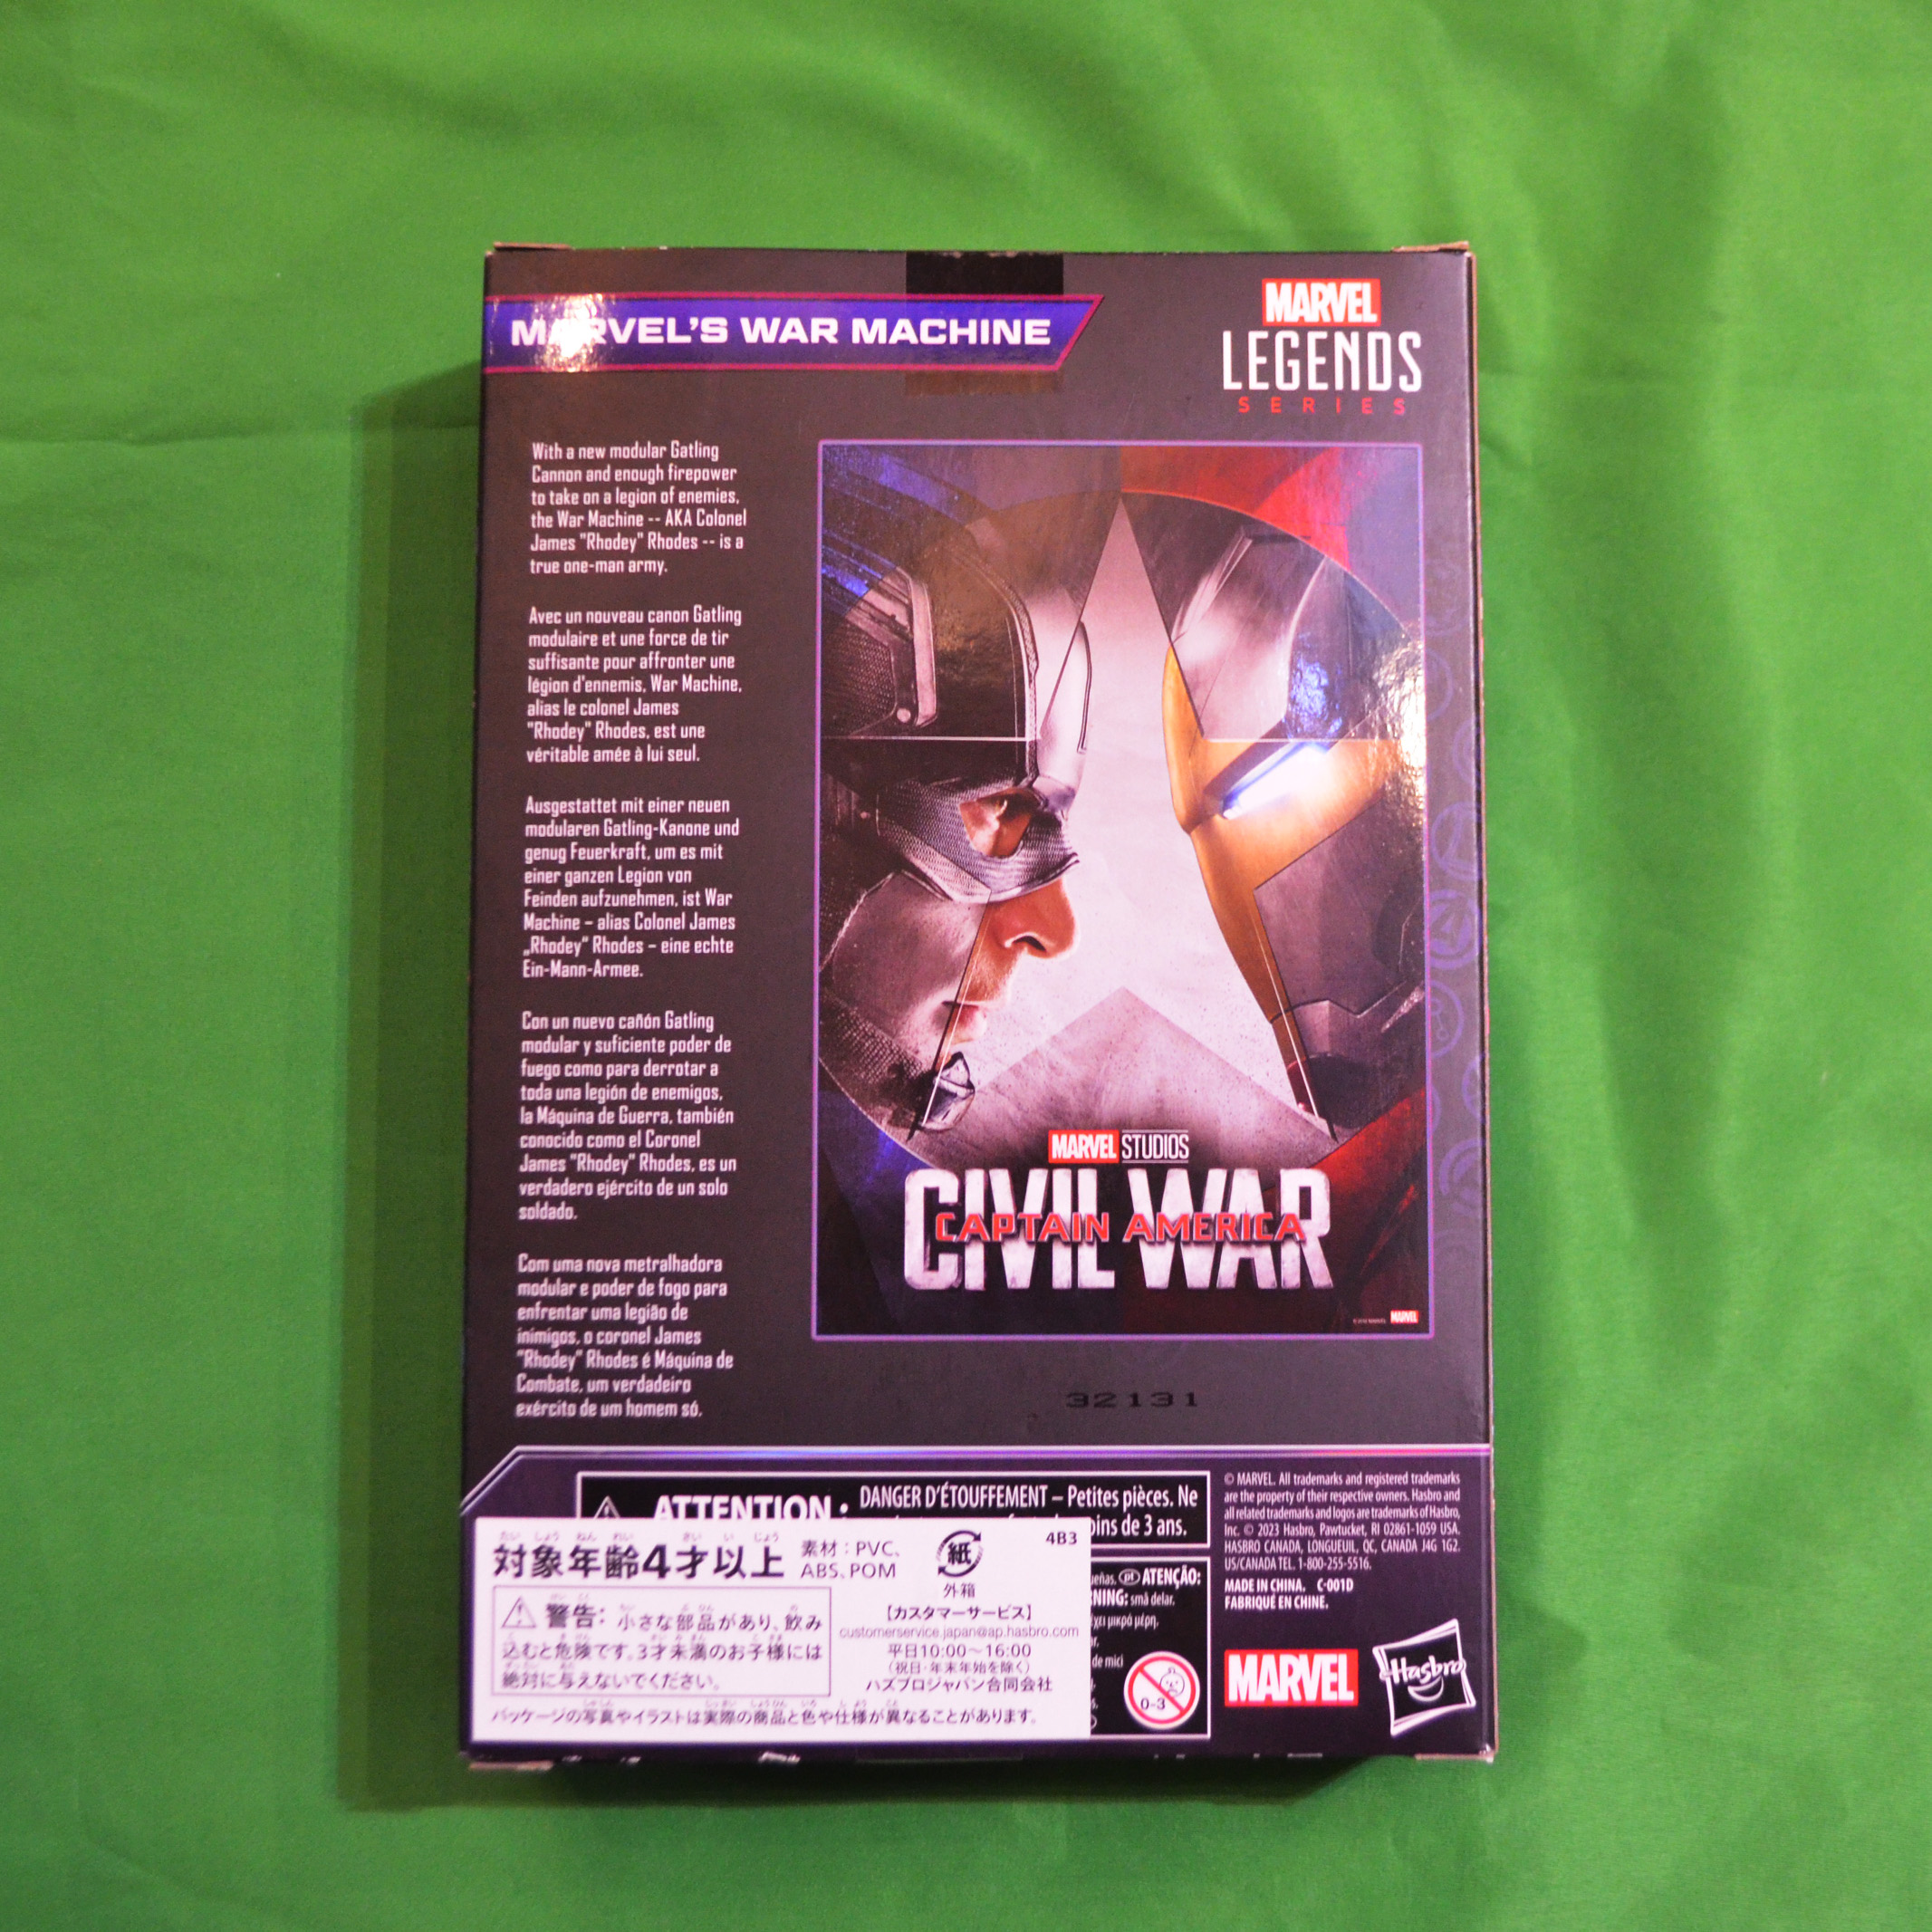 MARVEL'S WAR MACHINE
MARVEL
LEGENDS
SERIES
With a new modular Gatling
Cannon and enough firepower
to take on a legion of enemies,
the War Machine -- AKA Colonel
James "Rhodey" Rhodes -- is a
true one-man army.
Avec un nouveau canon Gatling
modulaire et une force de tir
suffisante pour affronter une
légion d'ennemis, War Machine,
alias le colonel James
"Rhodey" Rhodes, est une
véritable amée à lui seul.
Ausgestattet mit einer neuen
modularen Gatling-Kanone und
genug Feuerkraft, um es mit
einer ganzen Legion von
Feinden aufzunehmen, ist War
Machine – alias Colonel James
„Rhodey“ Rhodes – eine echte
Ein-Mann-Armee.
Con un nuevo cañón Gatling
modular y suficiente poder de
fuego como para derrotar a
toda una legión de enemigos,
la Máquina de Guerra, también
conocido como el Coronel
James "Rhodey" Rhodes, es un
verdadero ejército de un solo
soldado.
Com uma nova metralhadora
modular e poder de fogo para
enfrentar uma legião de
inimigos, o coronel James
"Rhodey" Rhodes é Máquina de
Combate, um verdadeiro
exército de um homem só.
MARVEL STUDIOS
CIVIL WAR
CAPTAIN AMERICA
MARVEL
32131
ATTENTION : DANGER D'ÉTOUFFEMENT – Petites pièces. Ne
oins de 3 ans.
© MARVEL. All trademarks and registered trademarks
are the property of their respective owners. Hasbro and
all related trademarks and logos are trademarks of Hasbro,
Inc. © 2023 Hasbro, Pawtucket, RI 02861-1059 USA.
HASBRO CANADA, LONGUEUIL, QC, CANADA J4G 1G2.
US/CANADA TEL. 1-800-255-5516.
MADE IN CHINA. C-001D
FABRIQUÉ EN CHINE.
MARVEL
Hasbro
対象年齢4才以上
素材：PVC、
ABS、POM
紙
外箱
4B3
警告：小さな部品があり、飲み
込むと危険です。3才未満のお子様には
絶対に与えないでください。
【カスタマーサービス】
customerservice.japan@ap.hasbro.com
平日10:00～16:00
（祝日・年末年始を除く）
ハズブロジャパン合同会社
パッケージの写真やイラストは実際の商品と色や仕様が異なることがあります。
eñas. pt ATENÇÃO:
NING: små delar.
χει μικρά μέρη.
de mici
0-3